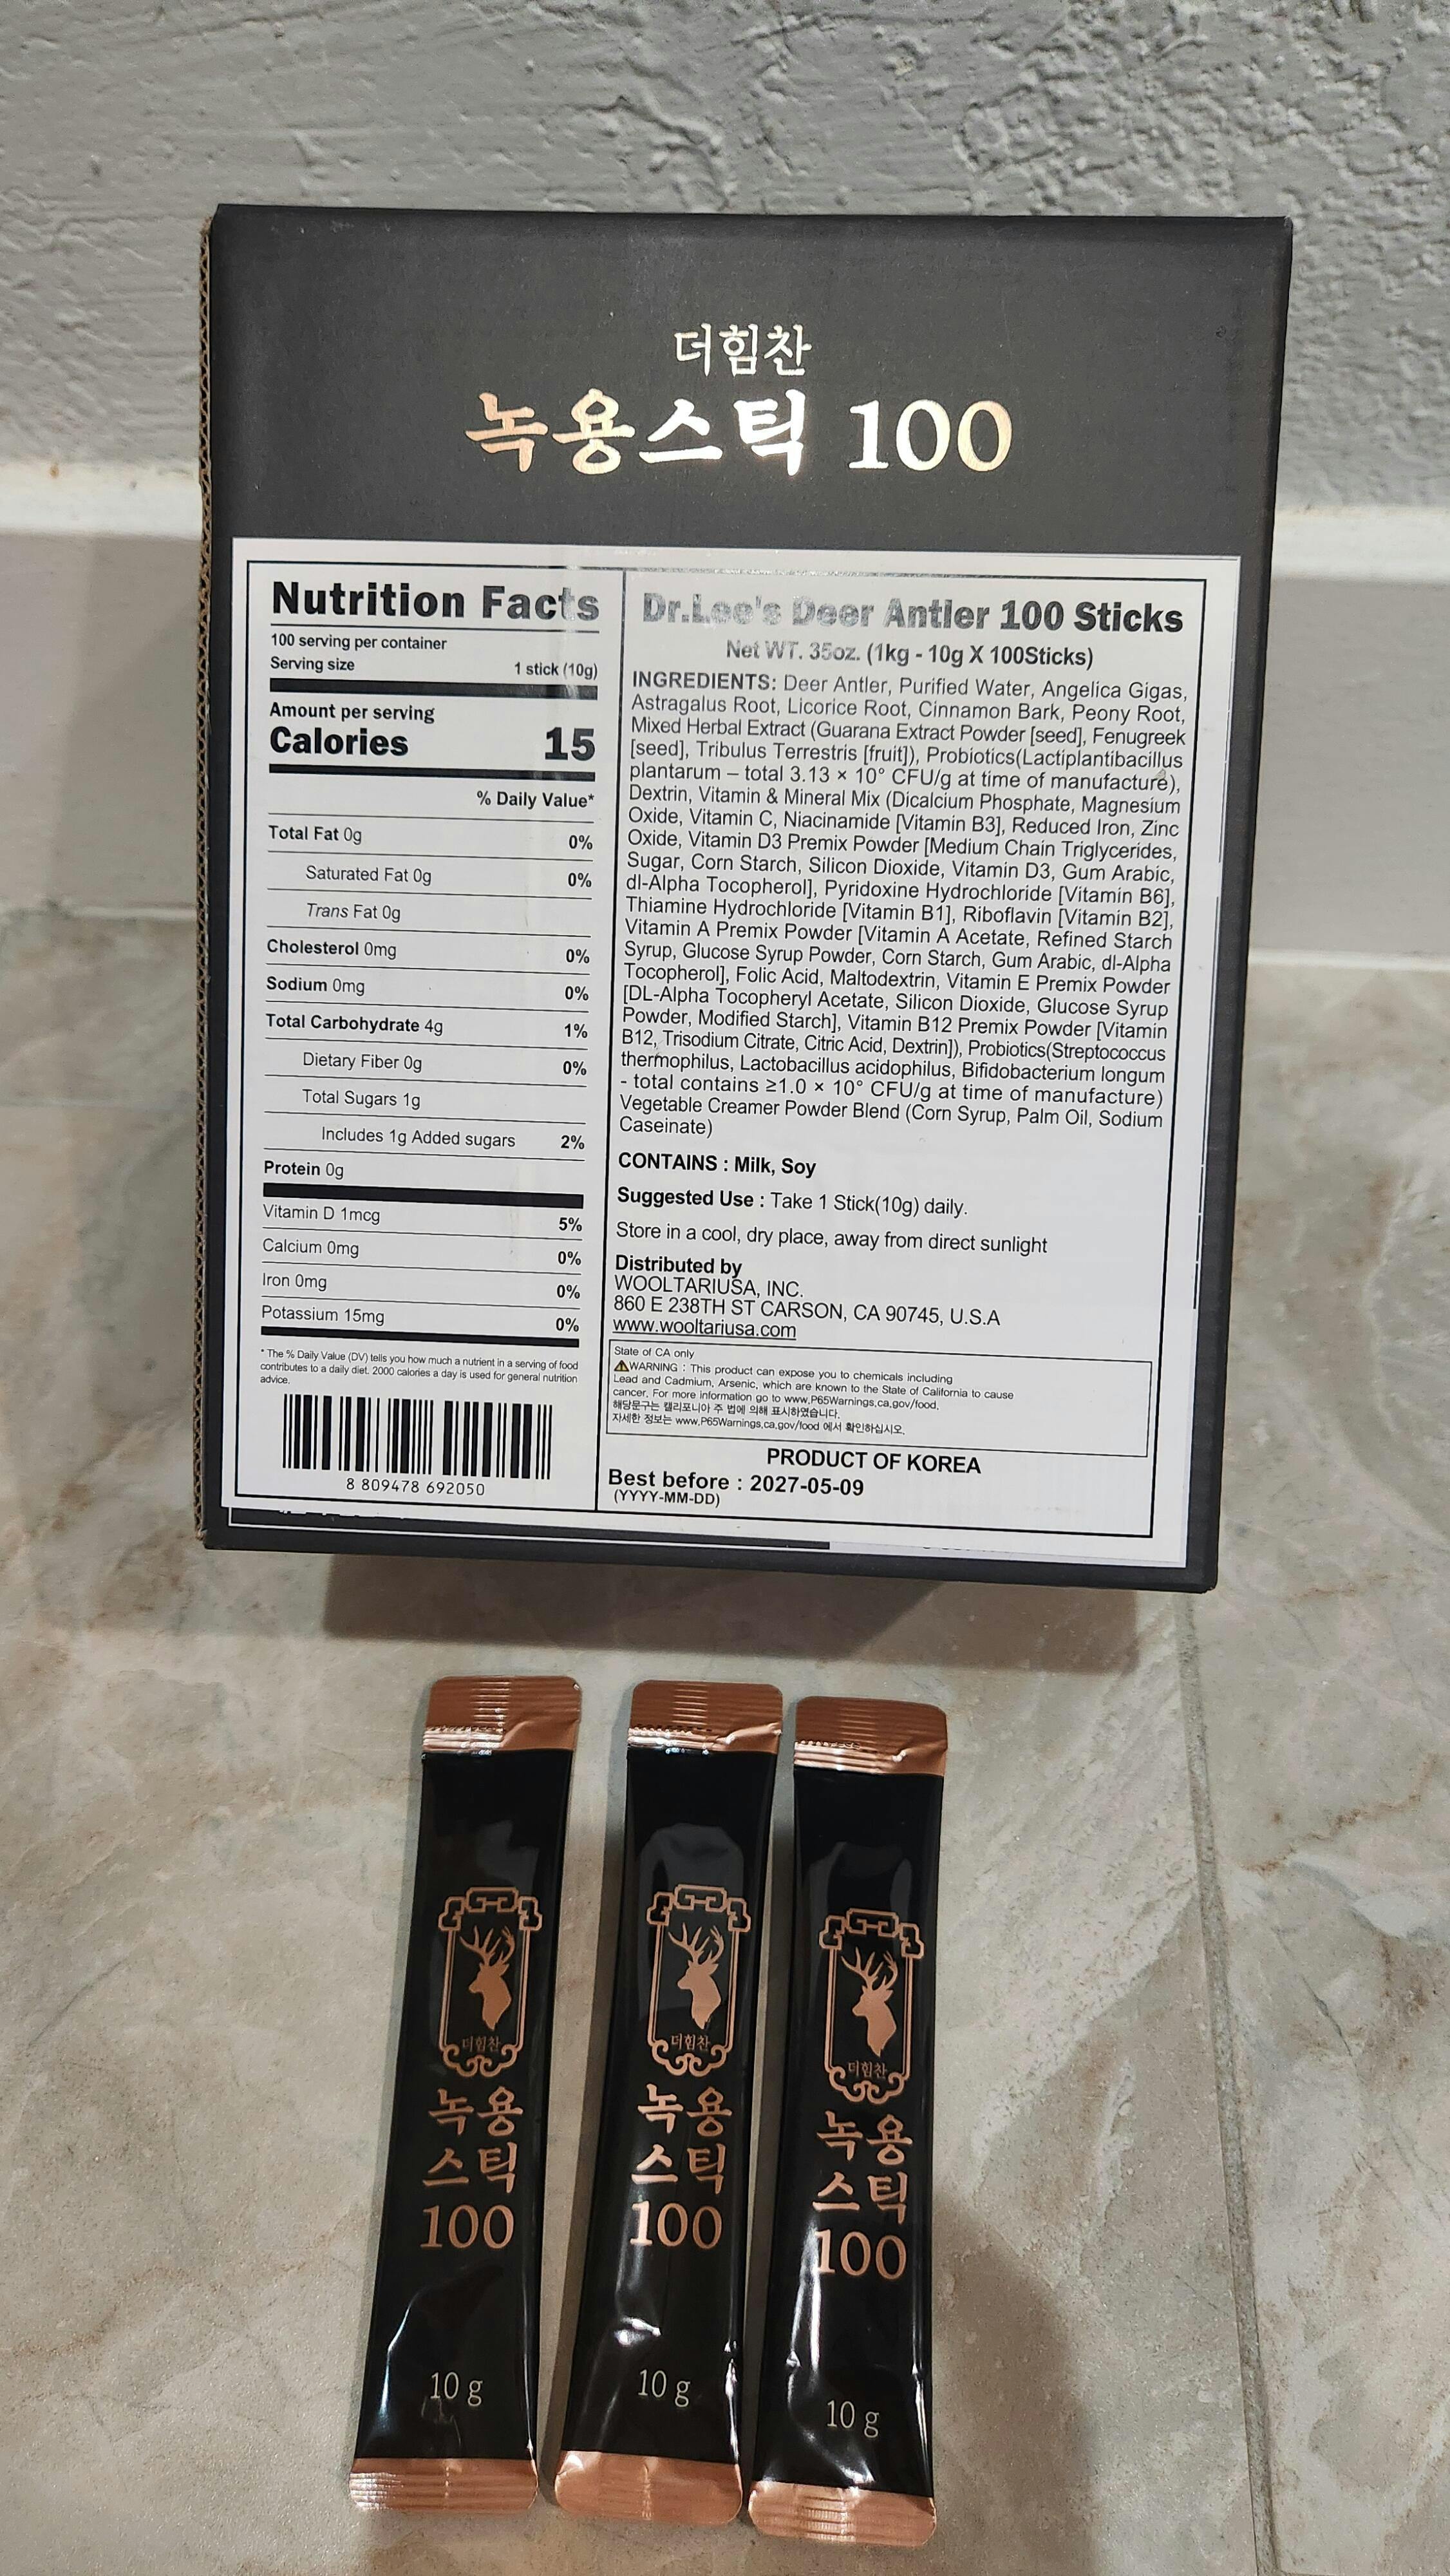 더힘찬
녹용스틱 100
Nutrition Facts
100 serving per container
Serving size 1 stick (10g)
Amount per serving
Calories 15
% Daily Value*
Total Fat 0g 0%
Saturated Fat 0g 0%
Trans Fat 0g
Cholesterol 0mg 0%
Sodium 0mg 0%
Total Carbohydrate 4g 1%
Dietary Fiber 0g 0%
Total Sugars 1g
Includes 1g Added sugars 2%
Protein 0g
Vitamin D 1mcg 5%
Calcium 0mg 0%
Iron 0mg 0%
Potassium 15mg 0%
* The % Daily Value (DV) tells you how much a nutrient in a serving of food
contributes to a daily diet. 2000 calories a day is used for general nutrition
advice.
8 809478 692050
Dr.Lee's Deer Antler 100 Sticks
Net WT. 35oz. (1kg - 10g X 100Sticks)
INGREDIENTS: Deer Antler, Purified Water, Angelica Gigas,
Astragalus Root, Licorice Root, Cinnamon Bark, Peony Root,
Mixed Herbal Extract (Guarana Extract Powder [seed], Fenugreek
[seed], Tribulus Terrestris [fruit]), Probiotics(Lactiplantibacillus
plantarum – total 3.13 × 10° CFU/g at time of manufacture),
Dextrin, Vitamin & Mineral Mix (Dicalcium Phosphate, Magnesium
Oxide, Vitamin C, Niacinamide [Vitamin B3], Reduced Iron, Zinc
Oxide, Vitamin D3 Premix Powder [Medium Chain Triglycerides,
Sugar, Corn Starch, Silicon Dioxide, Vitamin D3, Gum Arabic,
dl-Alpha Tocopherol], Pyridoxine Hydrochloride [Vitamin B6],
Thiamine Hydrochloride [Vitamin B1], Riboflavin [Vitamin B2],
Vitamin A Premix Powder [Vitamin A Acetate, Refined Starch
Syrup, Glucose Syrup Powder, Corn Starch, Gum Arabic, dl-Alpha
Tocopherol], Folic Acid, Maltodextrin, Vitamin E Premix Powder
[DL-Alpha Tocopheryl Acetate, Silicon Dioxide, Glucose Syrup
Powder, Modified Starch], Vitamin B12 Premix Powder [Vitamin
B12, Trisodium Citrate, Citric Acid, Dextrin]), Probiotics(Streptococcus
thermophilus, Lactobacillus acidophilus, Bifidobacterium longum
- total contains ≥1.0 × 10° CFU/g at time of manufacture)
Vegetable Creamer Powder Blend (Corn Syrup, Palm Oil, Sodium
Caseinate)
CONTAINS : Milk, Soy
Suggested Use : Take 1 Stick(10g) daily.
Store in a cool, dry place, away from direct sunlight
Distributed by
WOOLTARIUSA, INC.
860 E 238TH ST CARSON, CA 90745, U.S.A
www.wooltariusa.com
State of CA only
⚠WARNING : This product can expose you to chemicals including
Lead and Cadmium, Arsenic, which are known to the State of California to cause
cancer. For more information go to www.P65Warnings.ca.gov/food.
해당문구는 캘리포니아 주 법에 의해 표시하였습니다.
자세한 정보는 www.P65Warnings.ca.gov/food 에서 확인하십시오.
PRODUCT OF KOREA
Best before : 2027-05-09
(YYYY-MM-DD)
더힘찬
녹용
스틱
100
10 g
더힘찬
녹용
스틱
100
10 g
더힘찬
녹용
스틱
100
10 g